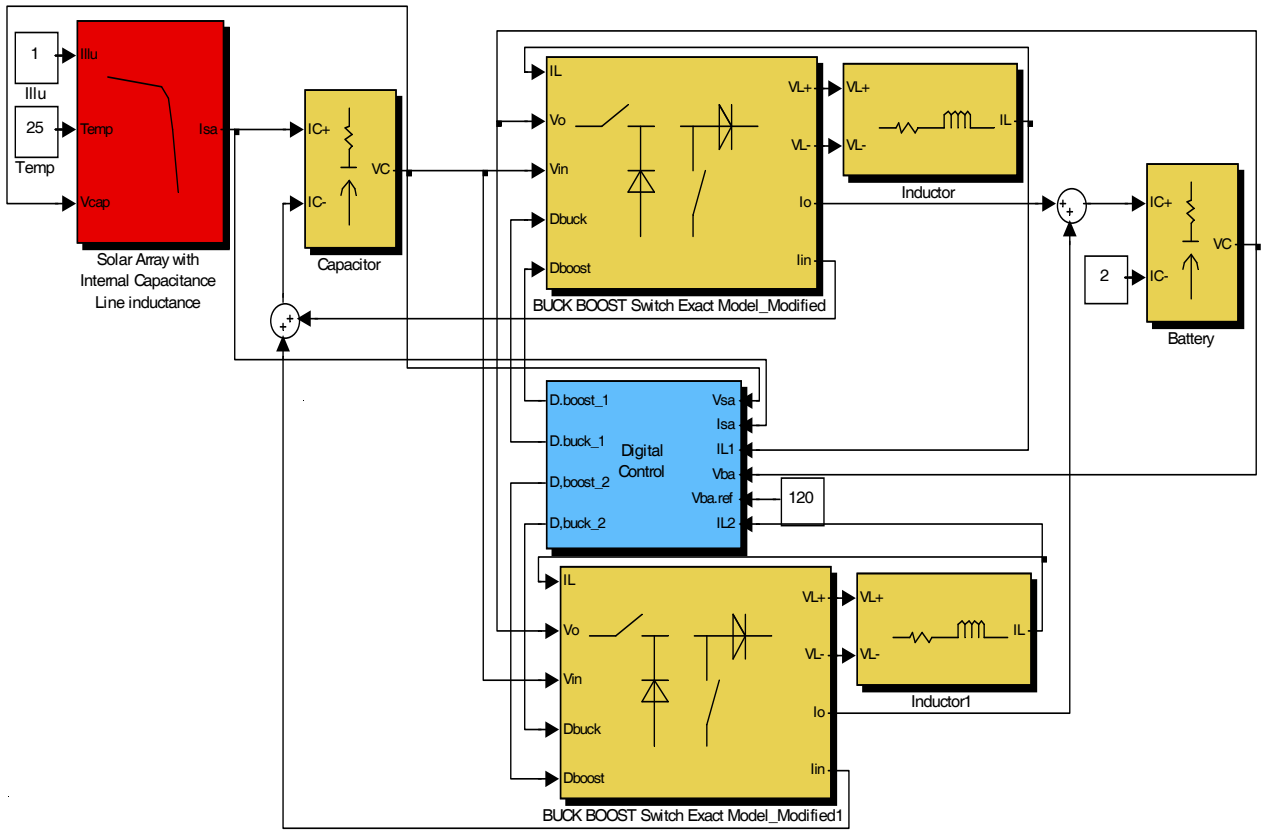 1
Illu
25
Temp
Illu
Temp
Vcap
Isa
Solar Array with
Internal Capacitance
Line inductance
IC+
IC-
VC
Capacitor
+
+
IL
Vo
Vin
Dbuck
Dboost
VL+
VL-
Io
Iin
BUCK BOOST Switch Exact Model_Modified
VL+
VL-
IL
Inductor
+
+
2
IC+
IC-
VC
Battery
D.boost_1
D.buck_1
D,boost_2
D,buck_2
Digital
Control
Vsa
Isa
IL1
Vba
Vba.ref
IL2
120
IL
Vo
Vin
Dbuck
Dboost
VL+
VL-
Io
Iin
BUCK BOOST Switch Exact Model_Modified1
VL+
VL-
IL
Inductor1